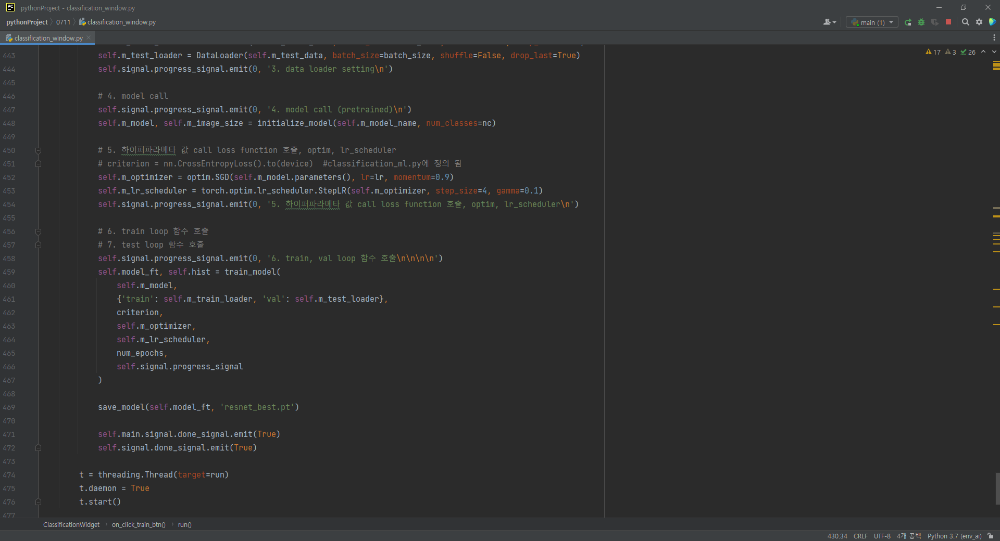 PC pythonProject - classification_window.py
pythonProject 0711 classification_window.py main (1)
classification_window.py
17 3 26
443 self.m_test_loader = DataLoader(self.m_test_data, batch_size=batch_size, shuffle=False, drop_last=True)
444 self.signal.progress_signal.emit(0, '3. data loader setting\n')
445
446 # 4. model call
447 self.signal.progress_signal.emit(0, '4. model call (pretrained)\n')
448 self.m_model, self.m_image_size = initialize_model(self.m_model_name, num_classes=nc)
449
450 # 5. 하이퍼파라메타 값 call loss function 호출, optim, lr_scheduler
451 # criterion = nn.CrossEntropyLoss().to(device)  #classification_ml.py에 정의 됨
452 self.m_optimizer = optim.SGD(self.m_model.parameters(), lr=lr, momentum=0.9)
453 self.m_lr_scheduler = torch.optim.lr_scheduler.StepLR(self.m_optimizer, step_size=4, gamma=0.1)
454 self.signal.progress_signal.emit(0, '5. 하이퍼파라메타 값 call loss function 호출, optim, lr_scheduler\n')
455
456 # 6. train loop 함수 호출
457 # 7. test loop 함수 호출
458 self.signal.progress_signal.emit(0, '6. train, val loop 함수 호출\n\n\n\n')
459 self.model_ft, self.hist = train_model(
460 self.m_model,
461 {'train': self.m_train_loader, 'val': self.m_test_loader},
462 criterion,
463 self.m_optimizer,
464 self.m_lr_scheduler,
465 num_epochs,
466 self.signal.progress_signal
467 )
468
469 save_model(self.model_ft, 'resnet_best.pt')
470
471 self.main.signal.done_signal.emit(True)
472 self.signal.done_signal.emit(True)
473
474 t = threading.Thread(target=run)
475 t.daemon = True
476 t.start()
477
ClassificationWidget on_click_train_btn() run()
430:34 CRLF UTF-8 4개 공백 Python 3.7 (env_ai)